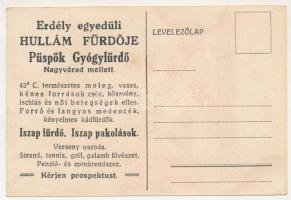 Erdély egyedüli
HULLÁM FÜRDŐJE
Püspök Gyógyfürdő
Nagyvárad mellett.
42° C. természetes meleg, vasas,
kénes források csúz, köszvény,
ischiás és női betegségek ellen.
Forró és langyos medencék,
kényelmes kádfürdők.
Iszap fürdő. Iszap pakolások.
Verseny uszoda.
Strand, tennis, golf, galamb lövészet.
Penzió- és menürendszer.
Kérjen prospektust.
LEVELEZŐLAP